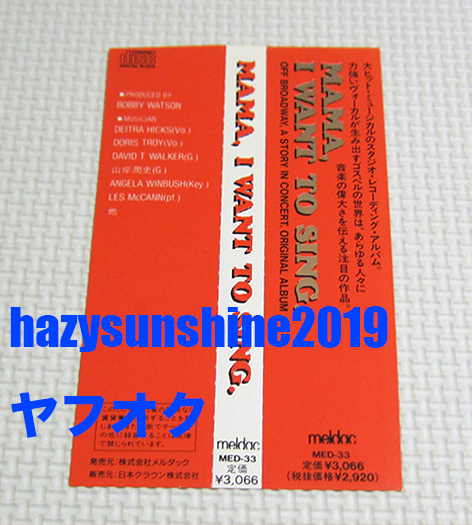 大ヒット・ミュージカルのスタジオ・レコーディング・アルバム。
力強いヴォーカルが生み出すゴスペルの世界は、あらゆる人々に
音楽の偉大さを伝える注目の作品。
MAMA,
I WANT TO SING
OFF BROADWAY, A STORY IN CONCERT. ORIGINAL ALBUM
meldac
MED-33
定価
¥3,066
(税抜価格¥2,920)
MAMA, I WANT TO SING.
meldac
MED-33
定価
¥3,066
COMPACT
disc
DIGITAL AUDIO
●PRODUCED BY
BOBBY WATSON
●MUSICIAN
DEITRA HICKS(Vo.)
DORIS TROY(Vo.)
DAVID T. WALKER(G.)
山岸潤史(G.)
ANGELA WINBUSH(Key.)
LES McCANN(pf.)
他
発売元:株式会社メルダック
販売元:日本クラウン株式会社
hazysunshine2019
ヤフオク